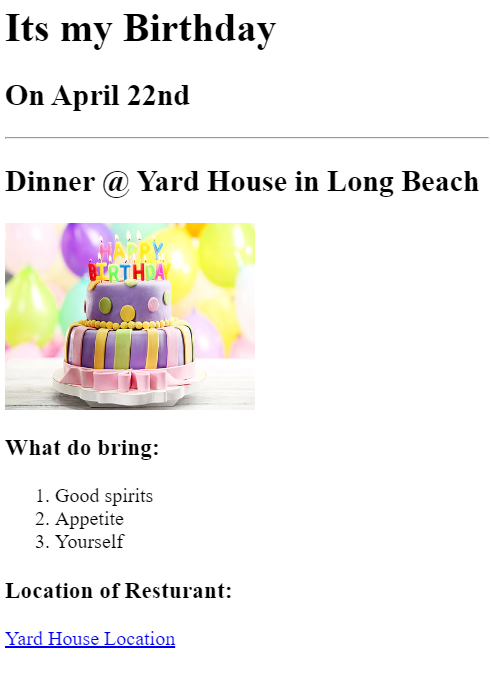 Its my Birthday
On April 22nd
Dinner @ Yard House in Long Beach
HAPPY
BIRTHDAY
What do bring:
1. Good spirits
2. Appetite
3. Yourself
Location of Resturant:
Yard House Location